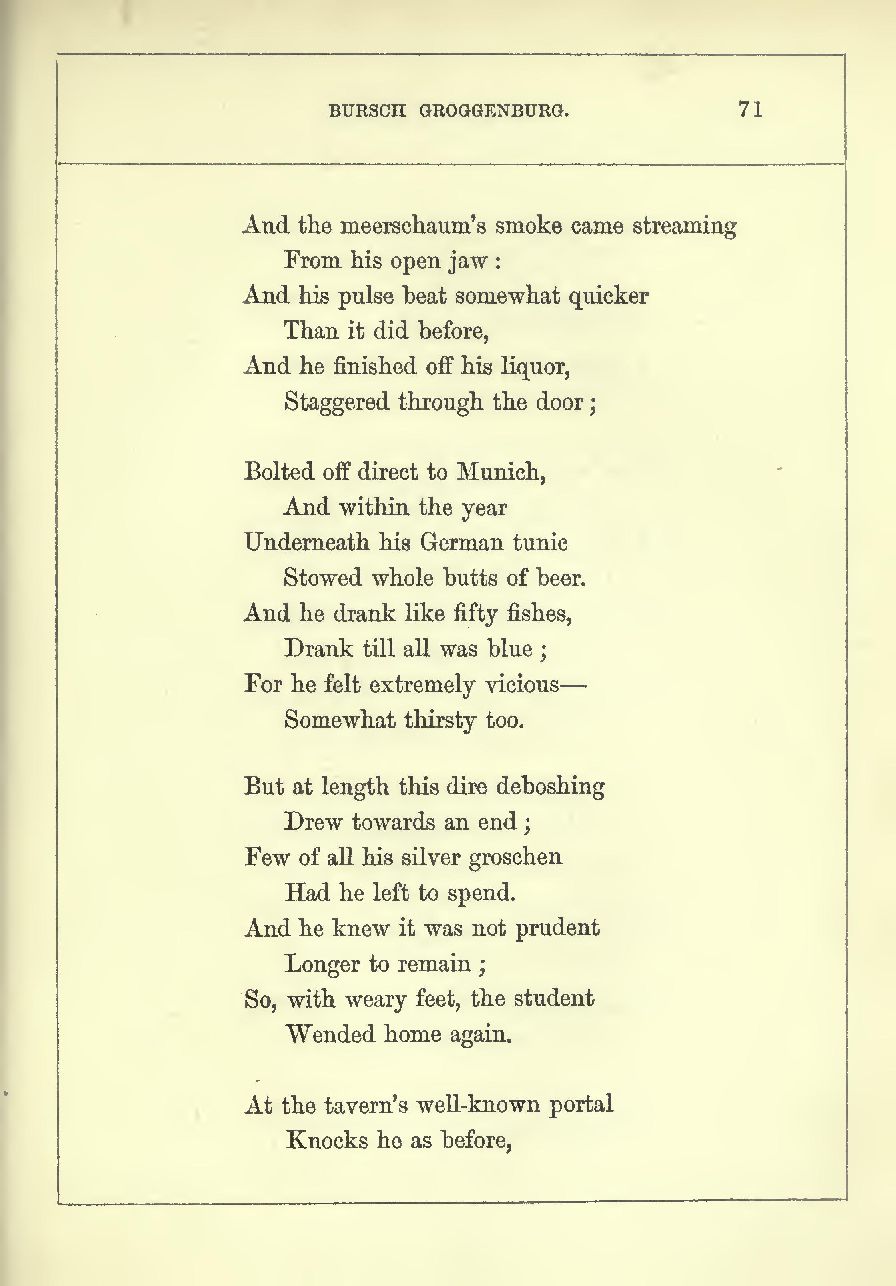 BURSCH GROGGENBURG. 71
And the meerschaum's smoke came streaming
From his open jaw :
And his pulse beat somewhat quicker
Than it did before,
And he finished off his liquor,
Staggered through the door ;
Bolted off direct to Munich,
And within the year
Underneath his German tunic
Stowed whole butts of beer.
And he drank like fifty fishes,
Drank till all was blue ;
For he felt extremely vicious—
Somewhat thirsty too.
But at length this dire deboshing
Drew towards an end ;
Few of all his silver groschen
Had he left to spend.
And he knew it was not prudent
Longer to remain ;
So, with weary feet, the student
Wended home again.
At the tavern's well-known portal
Knocks he as before,